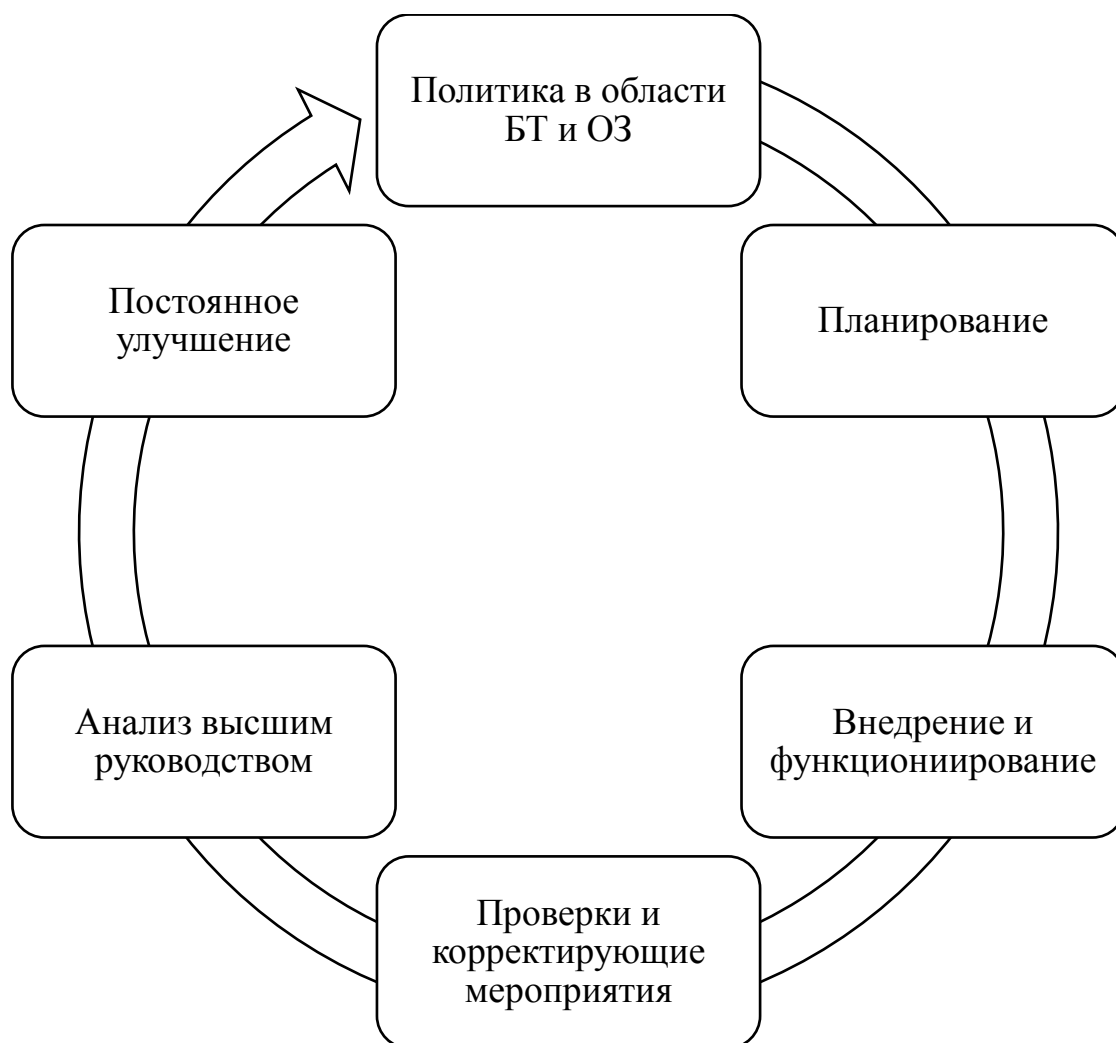 Политика в области
БТ и ОЗ
Планирование
Внедрение и
функциониирование
Проверки и
корректирующие
мероприятия
Анализ высшим
руководством
Постоянное
улучшение